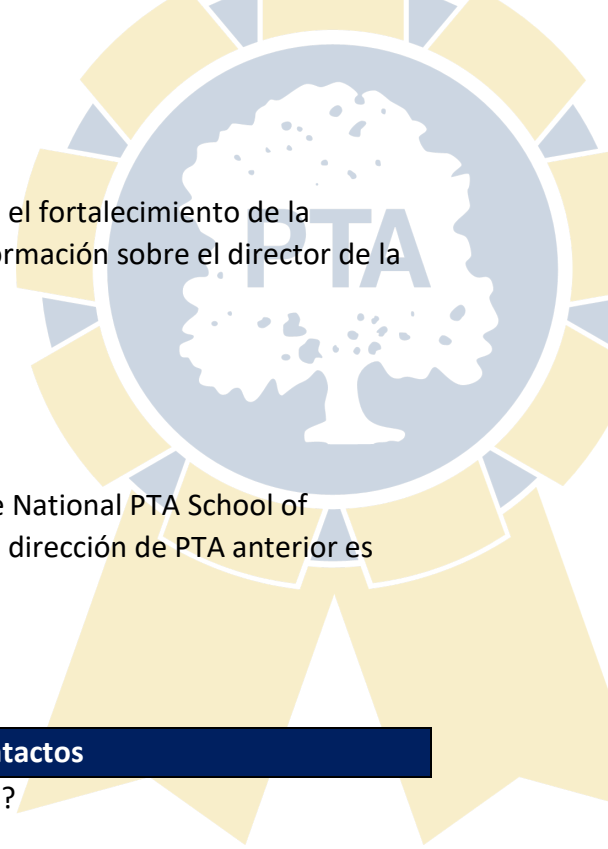 el fortalecimiento de la
ormación sobre el director de la
PTA
e National PTA School of
dirección de PTA anterior es
tactos
?